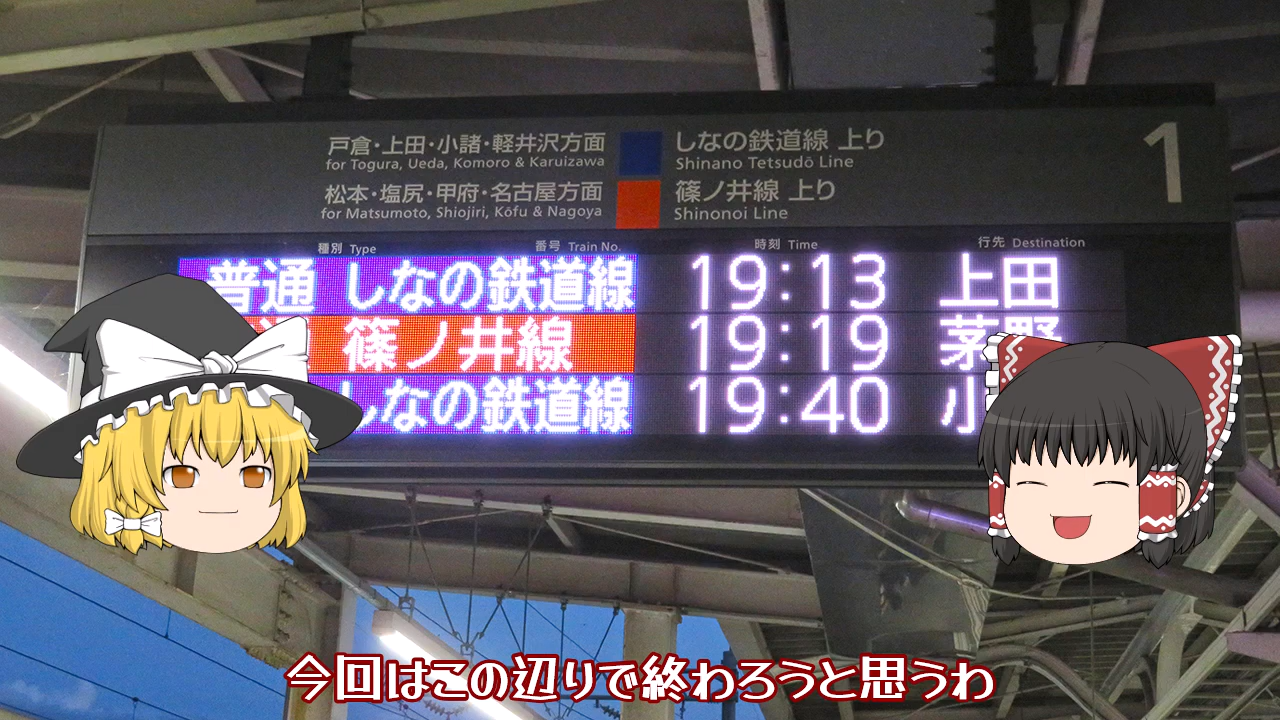 戸倉・上田・小諸・軽井沢方面 しなの鉄道線 上り 1
for Togura, Ueda, Komoro & Karuizawa Shinano Tetsudō Line
松本・塩尻・甲府・名古屋方面 篠ノ井線 上り
for Matsumoto, Shiojiri, Kōfu & Nagoya Shinonoi Line
種別 Type 番号 Train No. 時刻 Time 行先 Destination
普通 しなの鉄道線 19:13 上田
通 篠ノ井線 19:19 茅野
しなの鉄道線 19:40 小
今回はこの辺りで終わろうと思うわ